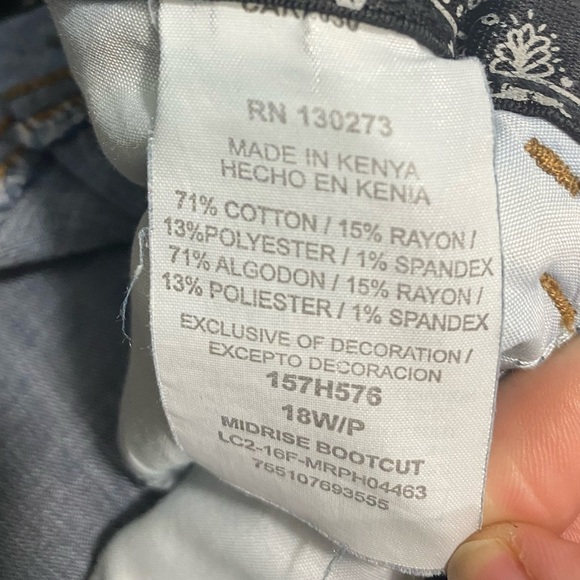 RN 130273
MADE IN KENYA
HECHO EN KENIA
71% COTTON / 15% RAYON /
13%POLYESTER / 1% SPANDEX
71% ALGODON / 15% RAYON /
13% POLIESTER / 1% SPANDEX
EXCLUSIVE OF DECORATION /
EXCEPTO DECORACION
157H576
18W/P
MIDRISE BOOTCUT
LC2-16F-MRPH04463
755107693555